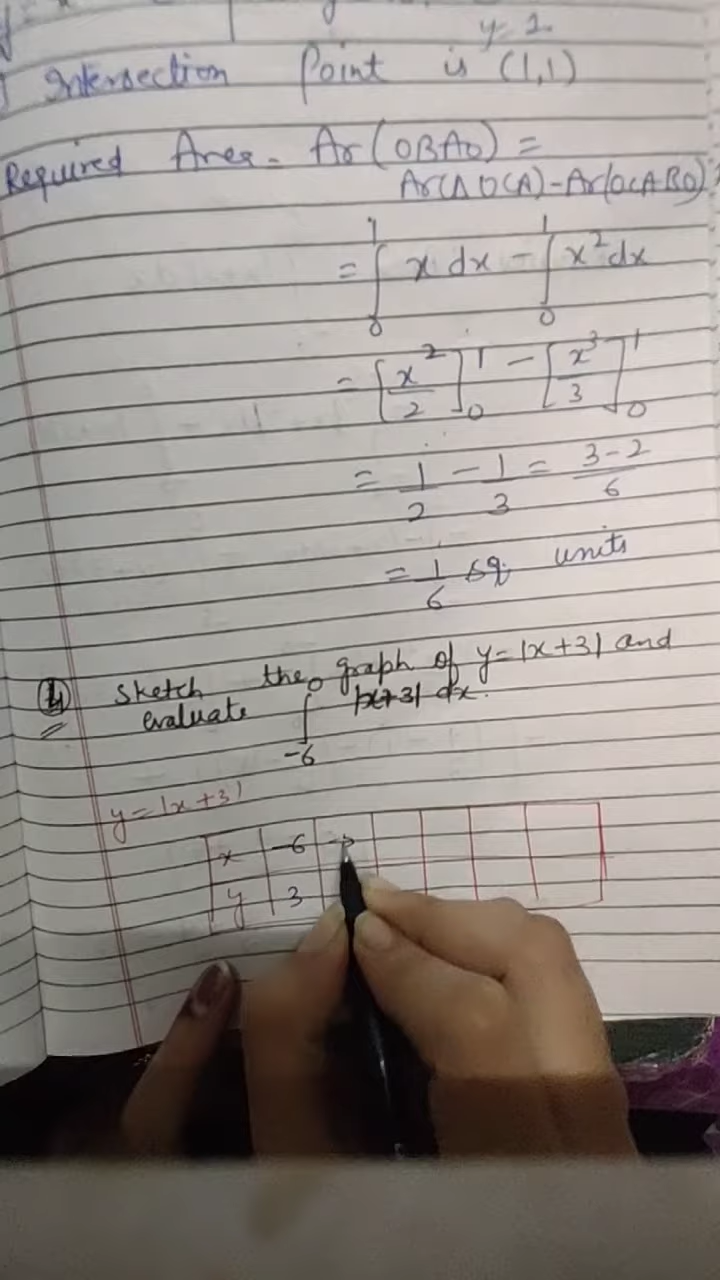 y = 2
Intersection Point is (1,1)
Required Area = Ar(OBAO) =
Ar(Δ OCA) - Ar(OCABO)
= ∫₀¹ x dx - ∫₀¹ x² dx
= [x²/2]₀¹ - [x³/3]₀¹
= 1/2 - 1/3 = 3-2/6
= 1/6 sq units
4 Sketch the graph of y=|x+3| and
evaluate ∫₋₆⁰ |x+3| dx.
y = |x+3|
x -6
y 3